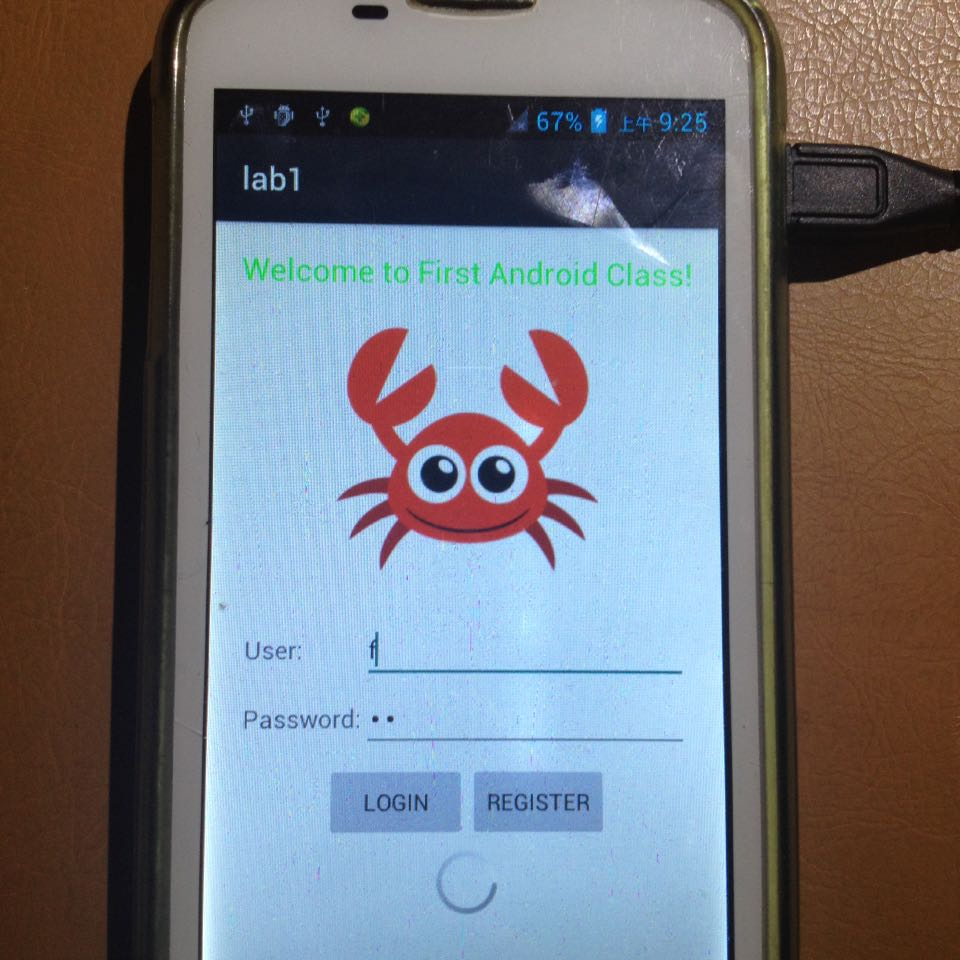 67% 上午 9:25
lab1
Welcome to First Android Class!
User: f
Password: ••
LOGIN REGISTER